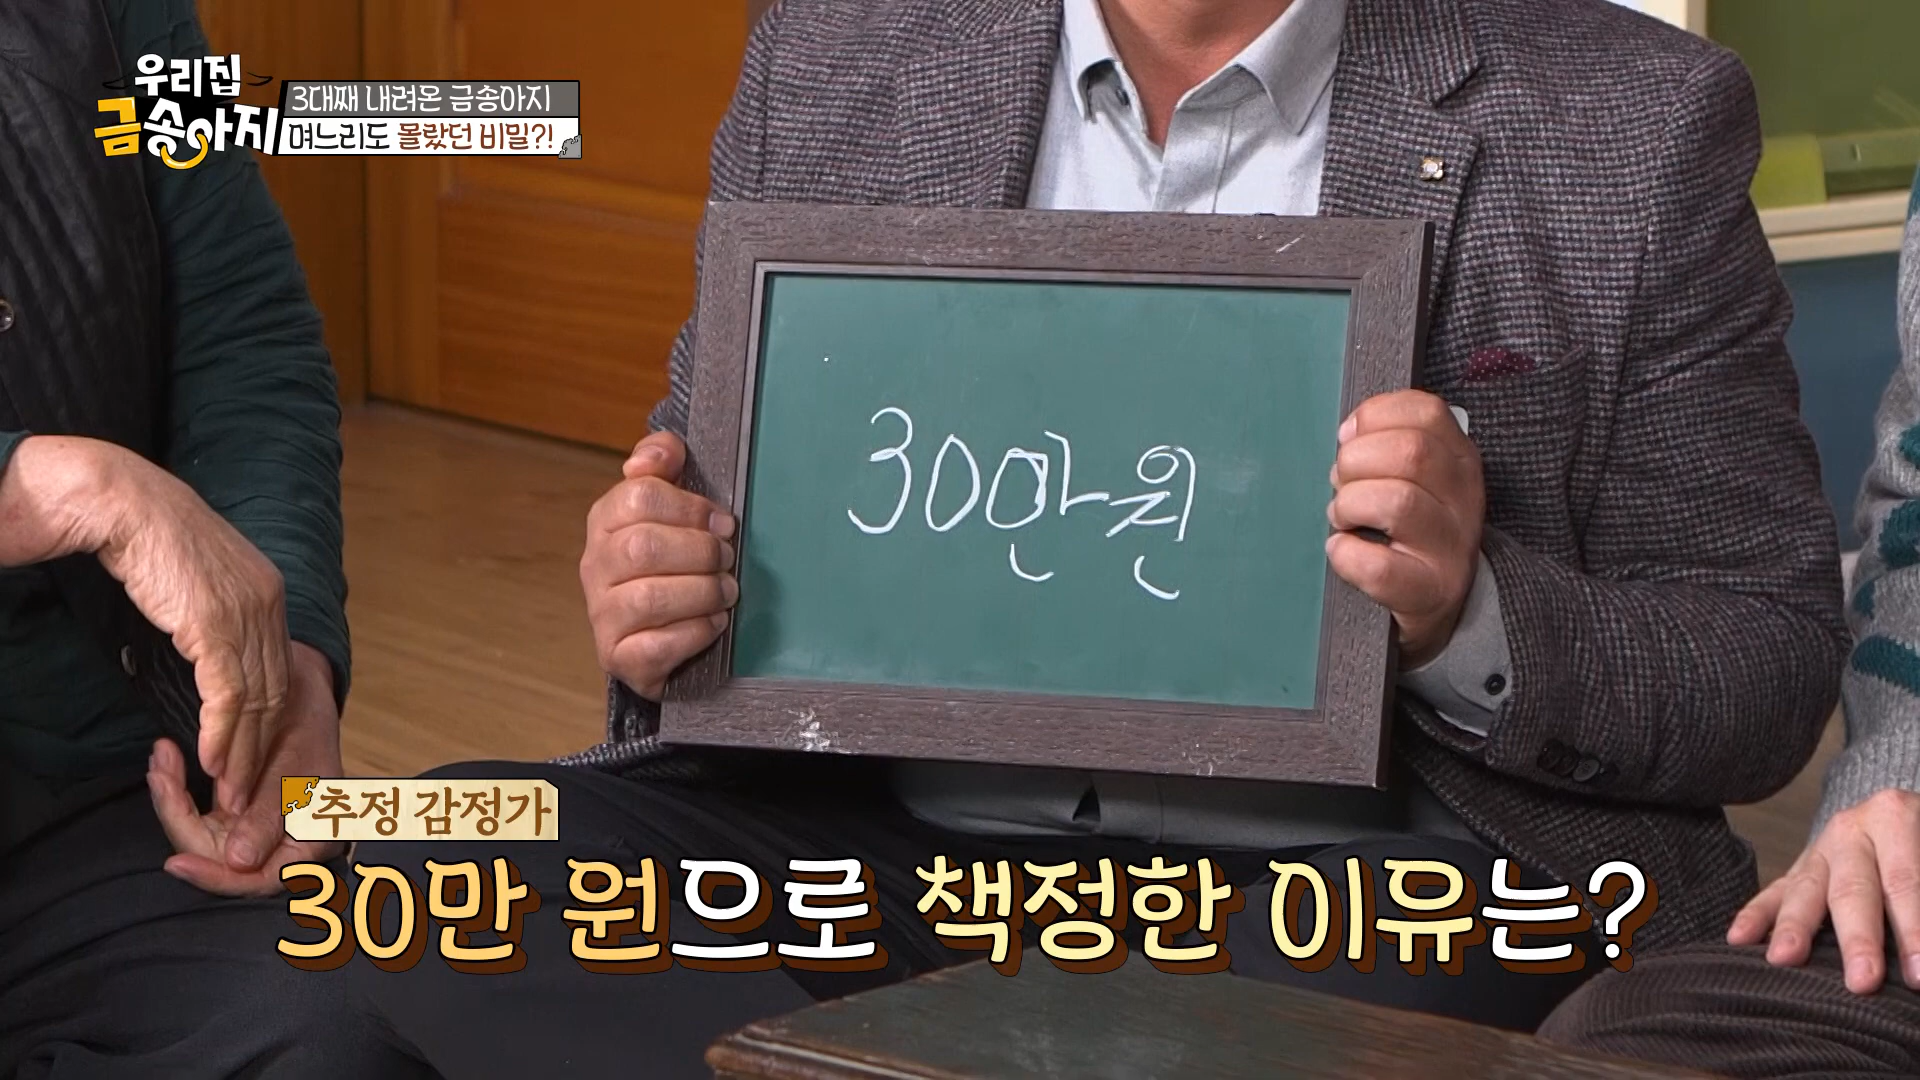 우리집
금송아지
3대째 내려온 금송아지
며느리도 몰랐던 비밀?!
30만원
추정 감정가
30만 원으로 책정한 이유는?